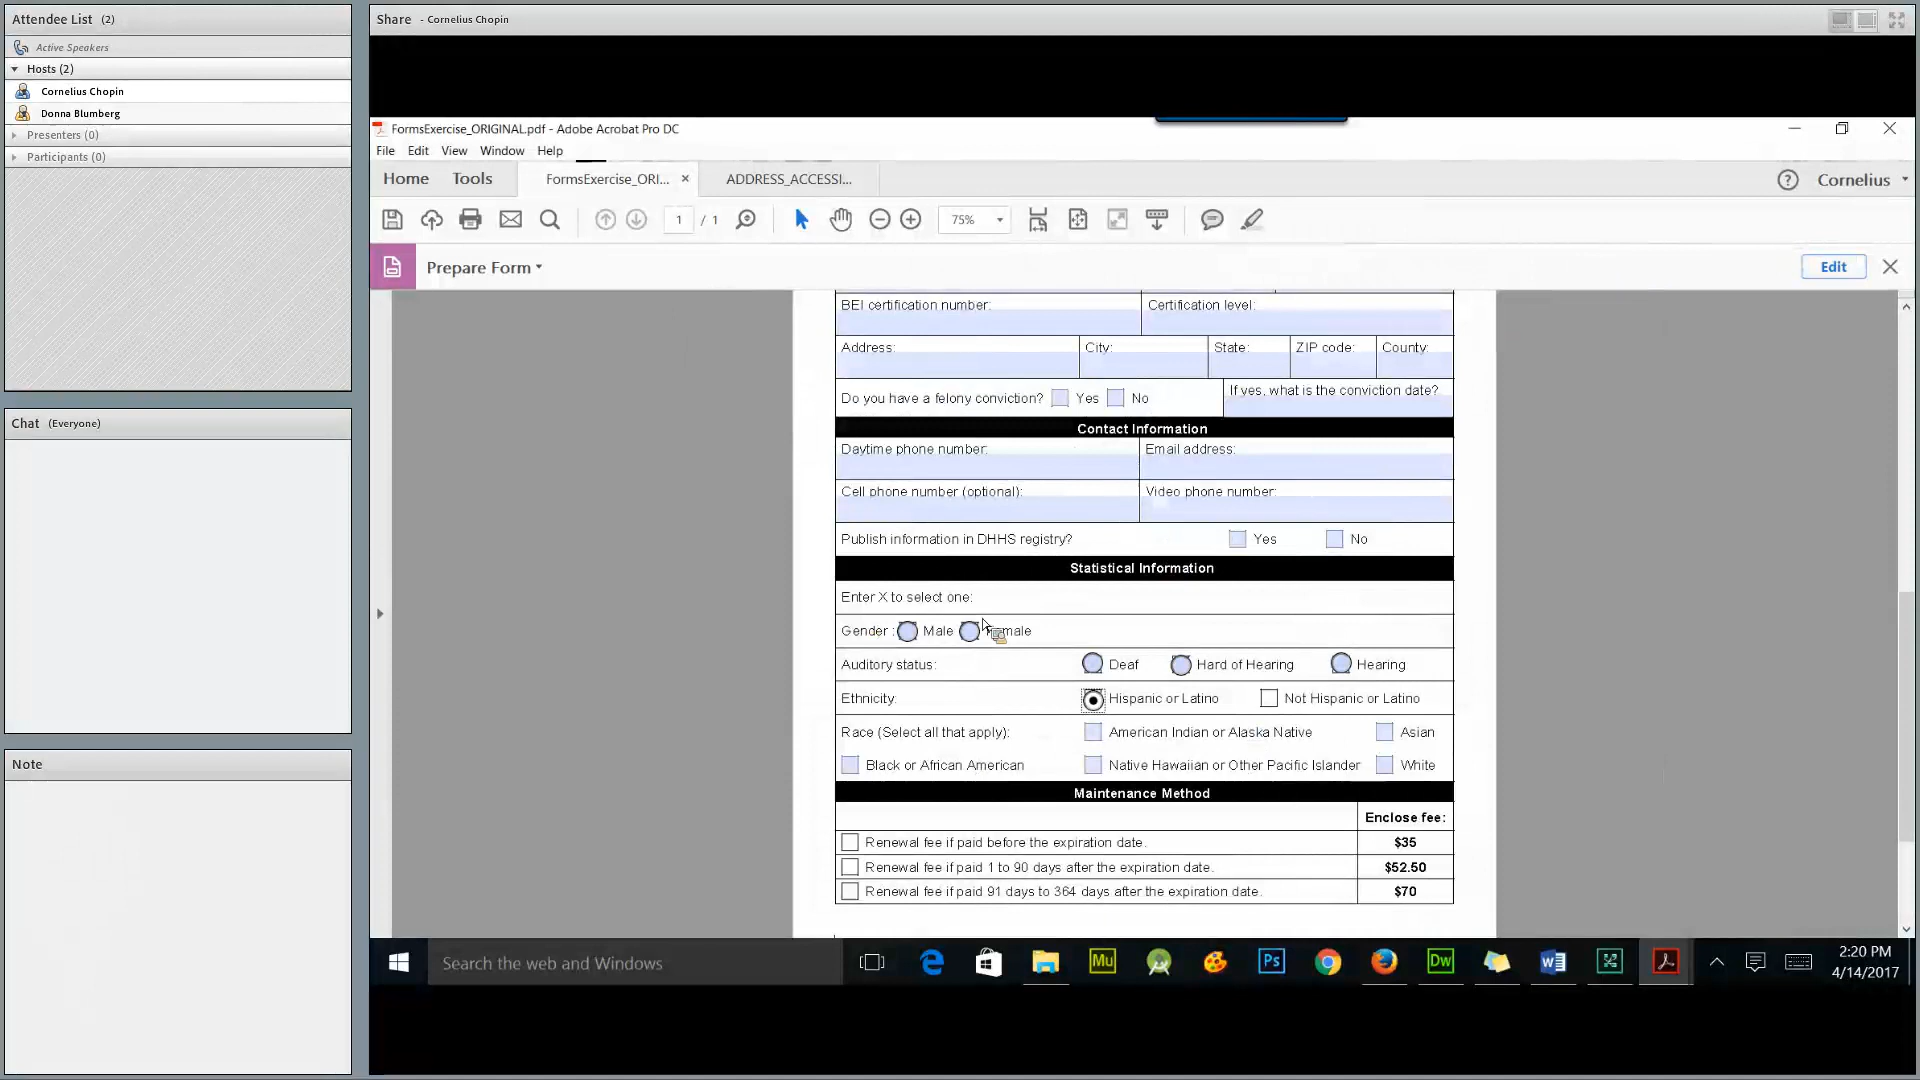 Attendee List (2)
Active Speakers
Hosts (2)
Cornelius Chopin
Donna Blumberg
Presenters (0)
Participants (0)
Chat (Everyone)
Note
Share - Cornelius Chopin
FormsExercise_ORIGINAL.pdf - Adobe Acrobat Pro DC
File Edit View Window Help
Home Tools FormsExercise_ORI... × ADDRESS_ACCESSI... Cornelius
1 / 1 75%
Prepare Form Edit
BEI certification number: Certification level:
Address: City: State: ZIP code: County:
Do you have a felony conviction? Yes No If yes, what is the conviction date?
Contact Information
Daytime phone number: Email address:
Cell phone number (optional): Video phone number:
Publish information in DHHS registry? Yes No
Statistical Information
Enter X to select one:
Gender : Male
Auditory status: Deaf Hard of Hearing Hearing
Ethnicity: Hispanic or Latino Not Hispanic or Latino
Race (Select all that apply): American Indian or Alaska Native Asian
Black or African American Native Hawaiian or Other Pacific Islander White
Maintenance Method
Enclose fee:
Renewal fee if paid before the expiration date. $35
Renewal fee if paid 1 to 90 days after the expiration date. $52.50
Renewal fee if paid 91 days to 364 days after the expiration date. $70
Search the web and Windows
Mu Ps Dw
2:20 PM
4/14/2017